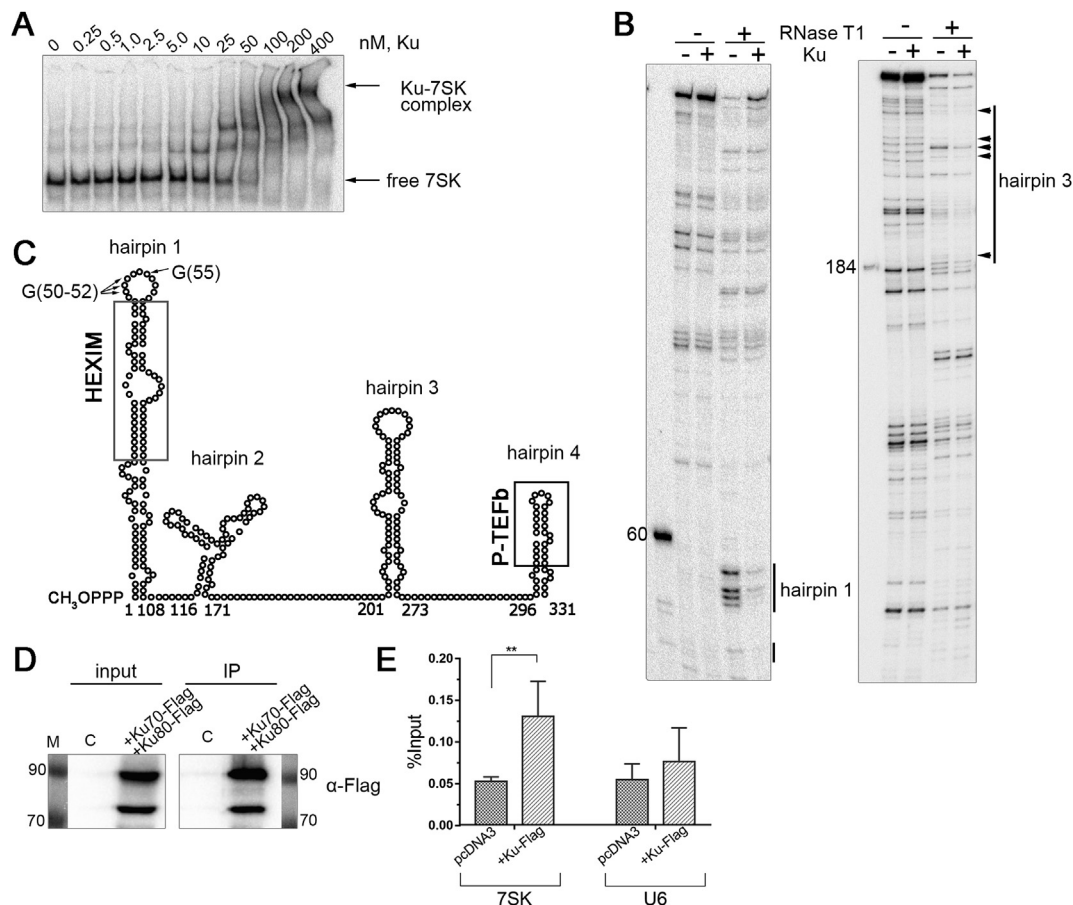 A
0 0.25 0.5 1.0 2.5 5.0 10 25 50 100 200 400 nM, Ku
Ku-7SK
complex
free 7SK
B
- + RNase T1 - +
- + - + Ku - + - +
hairpin 3
184
60
hairpin 1
C
hairpin 1
G(55)
G(50-52)
HEXIM
hairpin 2
hairpin 3
hairpin 4
P-TEFb
CH3OPPP
1 108 116 171 201 273 296 331
D
input IP
M C +Ku70-Flag +Ku80-Flag C +Ku70-Flag +Ku80-Flag
90 90
70 70
α-Flag
E
**
%Input
0.20
0.15
0.10
0.05
0.00
pcDNA3 +Ku-Flag pcDNA3 +Ku-Flag
7SK U6